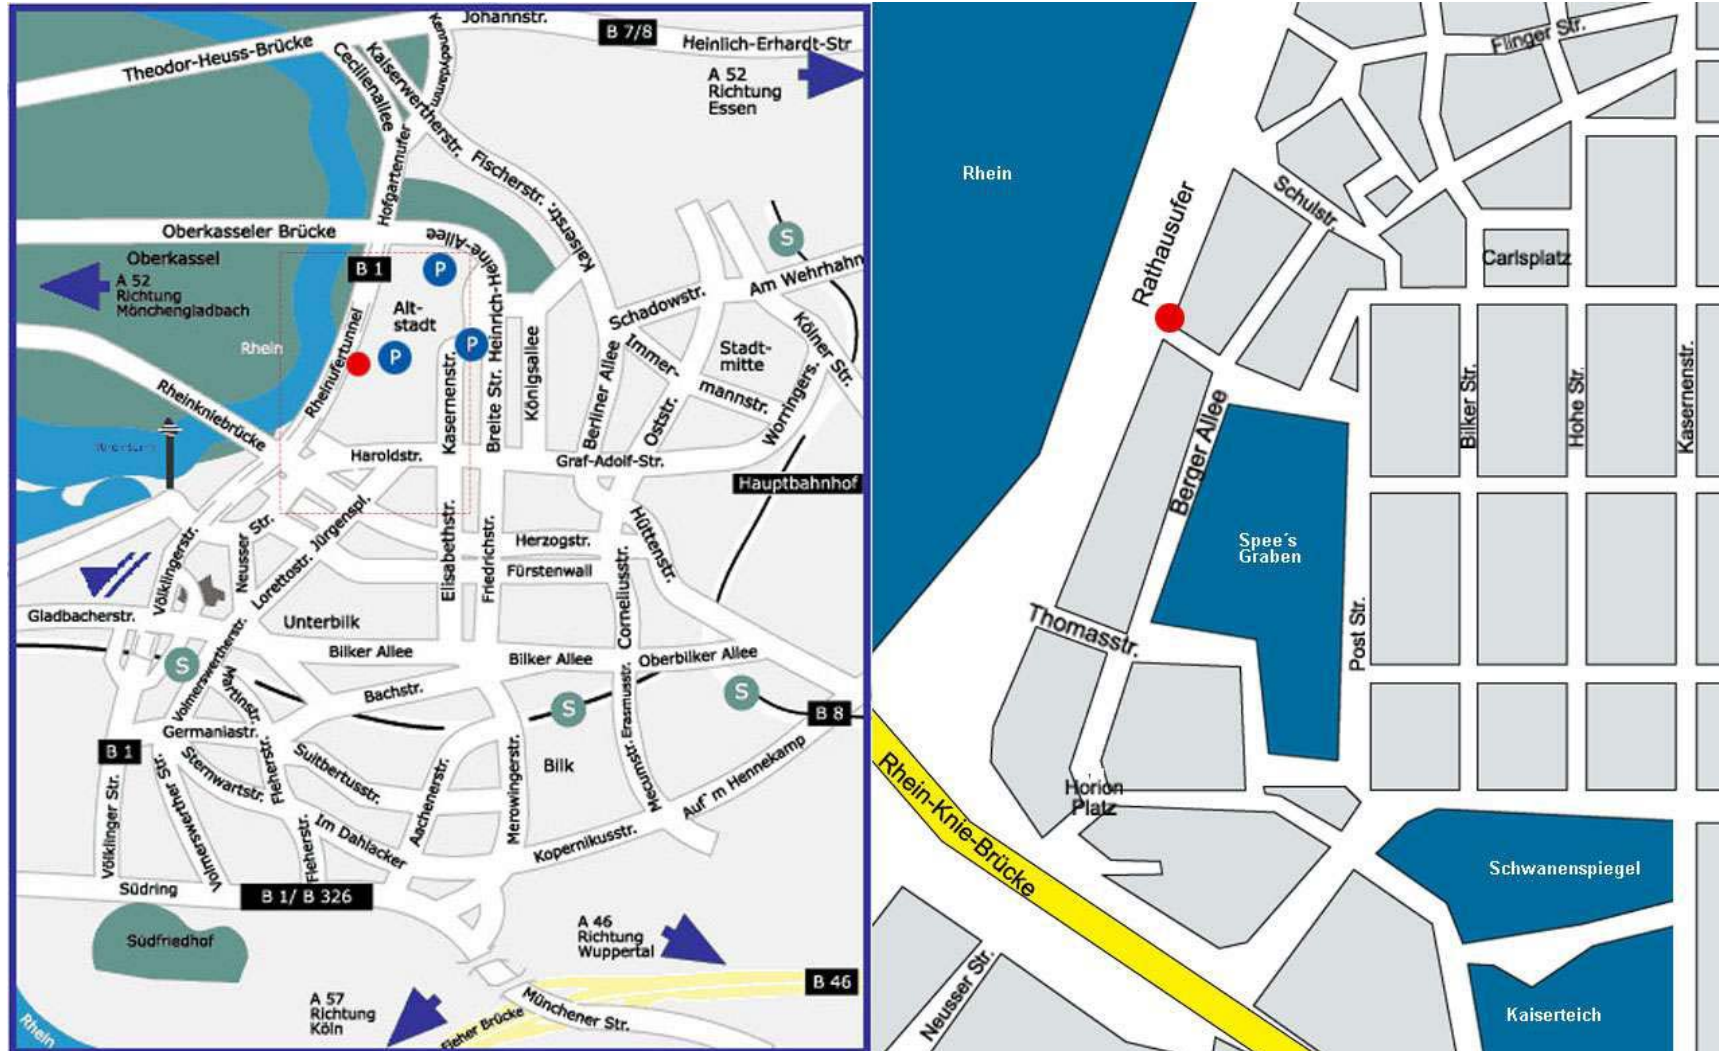 Johannstr.
B 7/8
Heinlich-Erhardt-Str
Theodor-Heuss-Brücke
Cecilienallee
Kaiserwertherstr.
Kennedydamm
A 52
Richtung
Essen
Hofgartenufer
Fischerstr.
Kaiserstr.
Oberkasseler Brücke
Heinrich-Heine-Allee
S
Oberkassel
A 52
Richtung
Mönchengladbach
B 1
P
Am Wehrhahn
Alt-
stadt
Schadowstr.
Rhein
Rheinufertunnel
P
P
Kasernenstr.
Breite Str.
Königsallee
Berliner Allee
Immer-
mannstr.
Stadt-
mitte
Kölner Str.
Worringers.
Oststr.
Rheinkniebrücke
Haroldstr.
Graf-Adolf-Str.
Hauptbahnhof
Völklingerstr.
Neusser
Str.
Lorettostr.
Jürgenspl.
Elisabethstr.
Friedrichstr.
Herzogstr.
Fürstenwall
Hüttenstr.
Corneliusstr.
Gladbacherstr.
Unterbilk
Bilker Allee
Bilker Allee
Oberbilker Allee
S
Volmerswertherstr.
Martinstr.
Bachstr.
S
Erasmusstr.
S
B 8
Germaniastr.
B 1
Sternwartstr.
Fleherstr.
Suitbertusstr.
Aachenerstr.
Merowingerstr.
Bilk
Mecumstr.
Auf´m Hennekamp
Völklinger Str.
Volmerswerther Str.
Fleherstr.
Im Dahlacker
Kopernikusstr.
Südring
B 1/ B 326
Südfriedhof
A 46
Richtung
Wuppertal
B 46
A 57
Richtung
Köln
Fleher Brücke
Münchener Str.
Rhein
Flinger Str.
Rhein
Rathausufer
Schulstr.
Carlsplatz
Berger Allee
Bilker Str.
Hohe Str.
Kasernenstr.
Spee´s
Graben
Thomasstr.
Post Str.
Horion
Platz
Rhein-Knie-Brücke
Schwanenspiegel
Neusser Str.
Kaiserteich